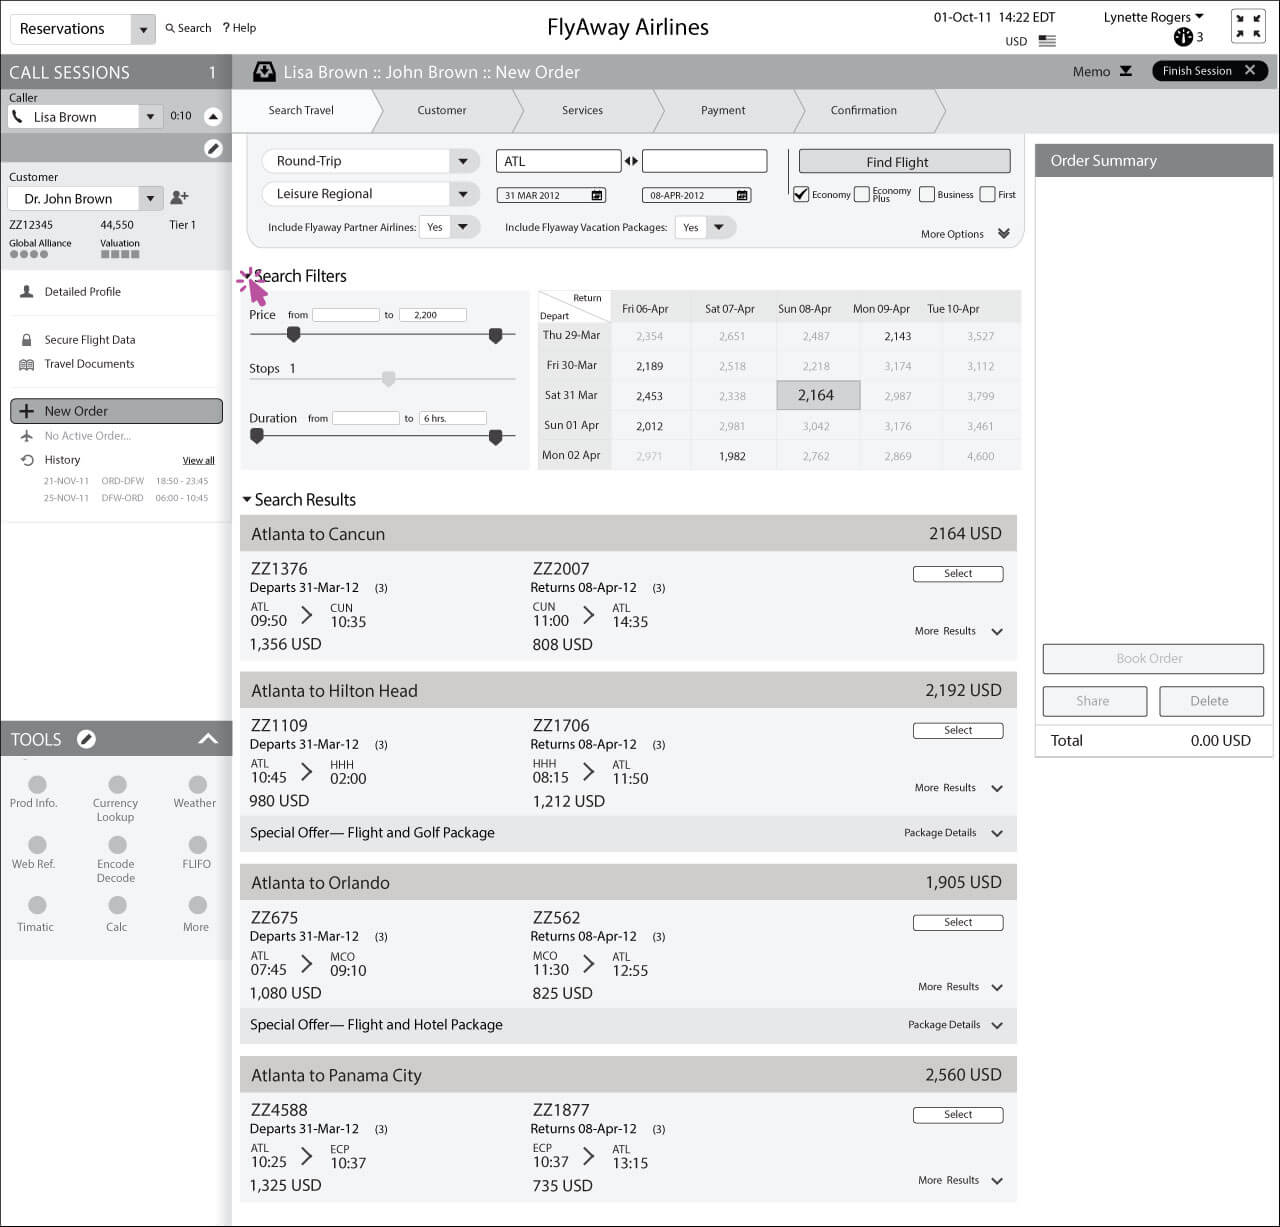 Reservations
Search
? Help
FlyAway Airlines
01-Oct-11 14:22 EDT
USD
Lynette Rogers
3
CALL SESSIONS 1
Caller
Lisa Brown
0:10
Customer
Dr. John Brown
ZZ12345 44,550 Tier 1
Global Alliance Valuation
Detailed Profile
Secure Flight Data
Travel Documents
New Order
No Active Order...
History View all
21-NOV-11 ORD-DFW 18:50 - 23:45
25-NOV-11 DFW-ORD 06:00 - 10:45
TOOLS
Prod Info.
Currency
Lookup
Weather
Web Ref.
Encode
Decode
FLIFO
Timatic
Calc
More
Lisa Brown :: John Brown :: New Order
Memo
Finish Session
Search Travel
Customer
Services
Payment
Confirmation
Round-Trip
ATL
Find Flight
Leisure Regional
31 MAR 2012
08-APR-2012
Economy
Economy
Plus
Business
First
Include Flyaway Partner Airlines: Yes
Include Flyaway Vacation Packages: Yes
More Options
Search Filters
Price from to 2,200
Stops 1
Duration from to 6 hrs.
Return
Depart
Fri 06-Apr Sat 07-Apr Sun 08-Apr Mon 09-Apr Tue 10-Apr
Thu 29-Mar 2,354 2,651 2,487 2,143 3,527
Fri 30-Mar 2,189 2,518 2,218 3,174 3,112
Sat 31 Mar 2,453 2,338 2,164 2,987 3,799
Sun 01 Apr 2,012 2,981 3,042 3,176 3,461
Mon 02 Apr 2,971 1,982 2,762 2,869 4,600
Search Results
Atlanta to Cancun 2164 USD
ZZ1376 ZZ2007
Departs 31-Mar-12 (3) Returns 08-Apr-12 (3)
Select
ATL CUN CUN ATL
09:50 10:35 11:00 14:35
More Results
1,356 USD 808 USD
Atlanta to Hilton Head 2,192 USD
ZZ1109 ZZ1706
Departs 31-Mar-12 (3) Returns 08-Apr-12 (3)
Select
ATL HHH HHH ATL
10:45 02:00 08:15 11:50
More Results
980 USD 1,212 USD
Special Offer— Flight and Golf Package Package Details
Atlanta to Orlando 1,905 USD
ZZ675 ZZ562
Departs 31-Mar-12 (3) Returns 08-Apr-12 (3)
Select
ATL MCO MCO ATL
07:45 09:10 11:30 12:55
More Results
1,080 USD 825 USD
Special Offer— Flight and Hotel Package Package Details
Atlanta to Panama City 2,560 USD
ZZ4588 ZZ1877
Departs 31-Mar-12 (3) Returns 08-Apr-12 (3)
Select
ATL ECP ECP ATL
10:25 10:37 10:37 13:15
More Results
1,325 USD 735 USD
Order Summary
Book Order
Share Delete
Total 0.00 USD